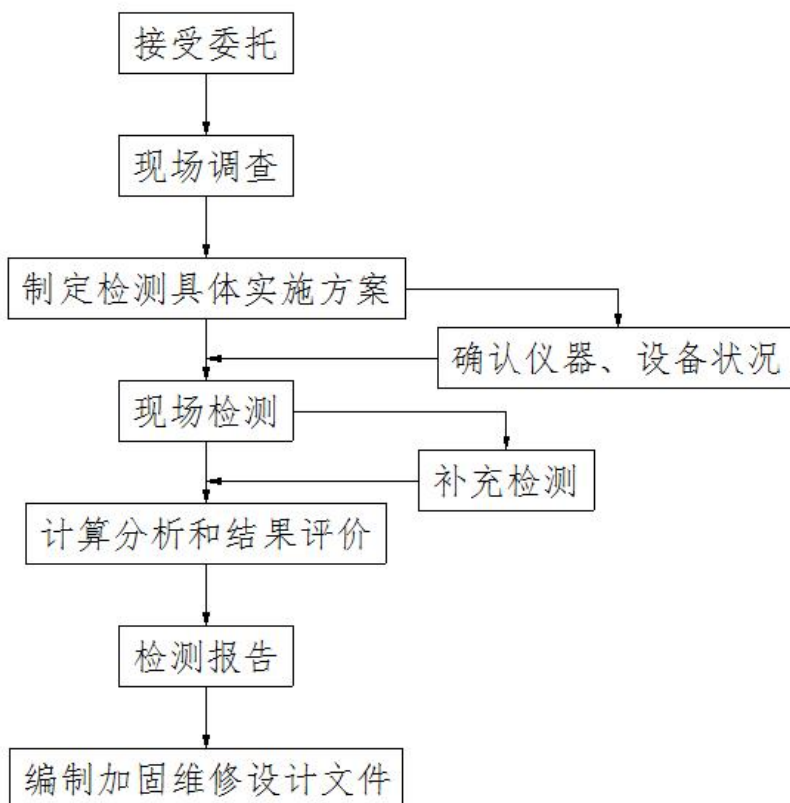 接受委托
现场调查
制定检测具体实施方案
确认仪器、设备状况
现场检测
补充检测
计算分析和结果评价
检测报告
编制加固维修设计文件